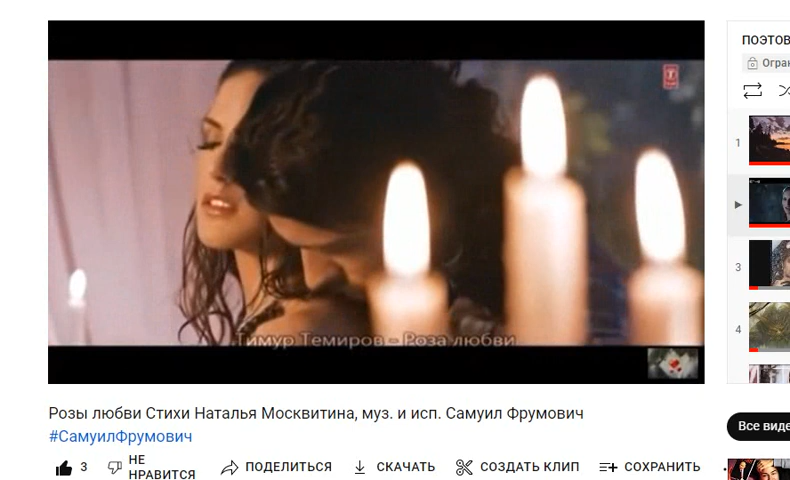 ПОЭТОВ
Огран
1
3
4
Тимур Темиров - Роза любви
Розы любви Стихи Наталья Москвитина, муз. и исп. Самуил Фрумович
#СамуилФрумович
3
НЕ
НРАВИТСЯ
ПОДЕЛИТЬСЯ
СКАЧАТЬ
СОЗДАТЬ КЛИП
СОХРАНИТЬ
Все виде